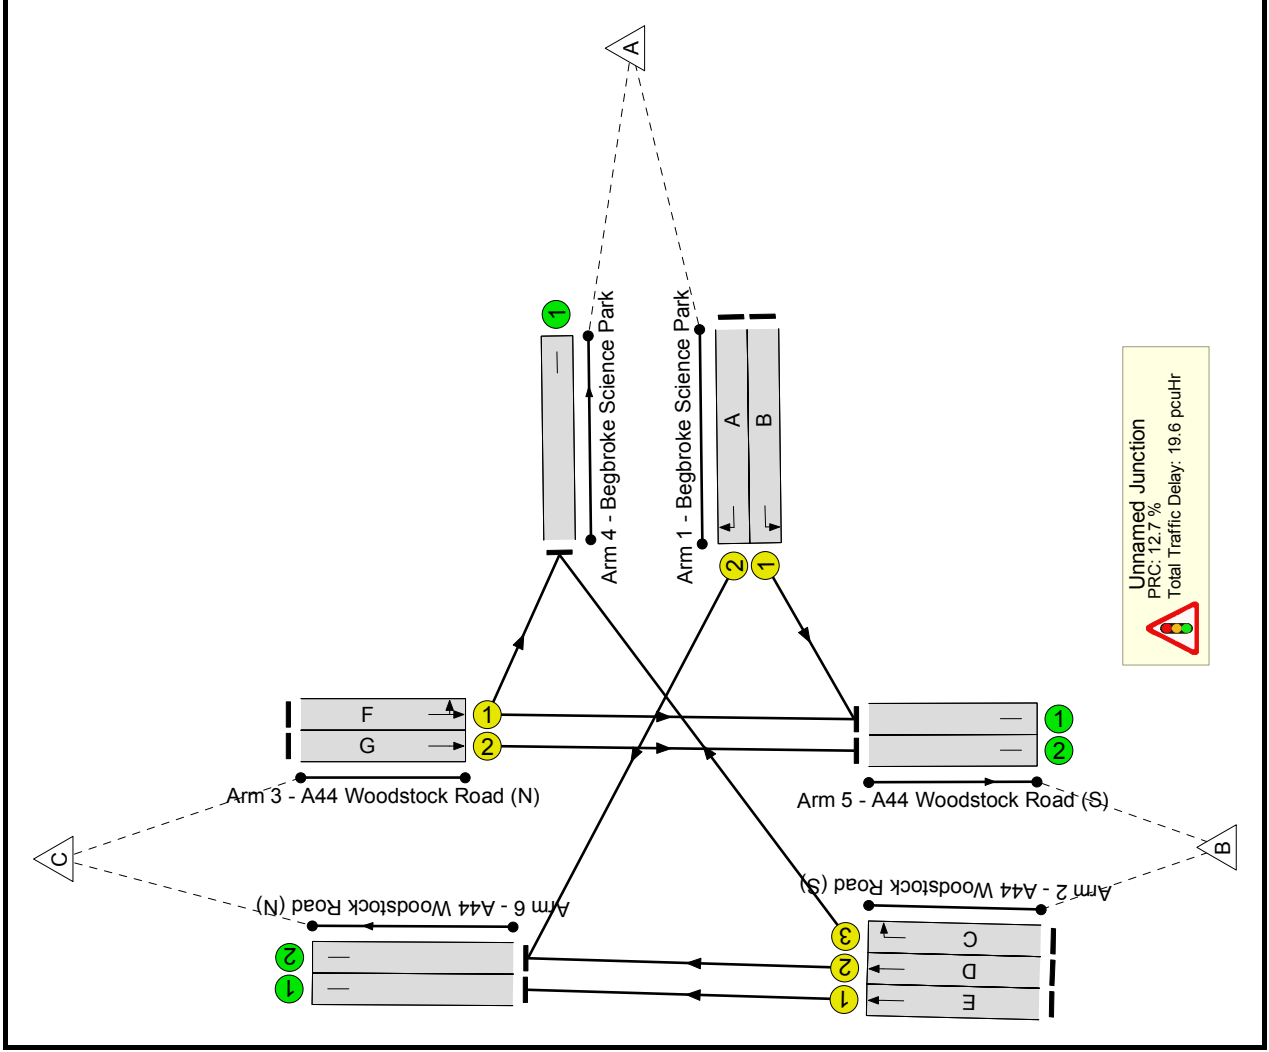 A
1
Arm 4 - Begbroke Science Park
Arm 1 - Begbroke Science Park
A
B
2
1
Unnamed Junction
PRC: 12.7 %
Total Traffic Delay: 19.6 pcuHr
F
1
G
2
Arm 3 - A44 Woodstock Road (N)
1
2
Arm 5 - A44 Woodstock Road (S)
C
B
Arm 6 - A44 Woodstock Road (N)
Arm 2 - A44 Woodstock Road (S)
2
1
3
C
2
D
1
E